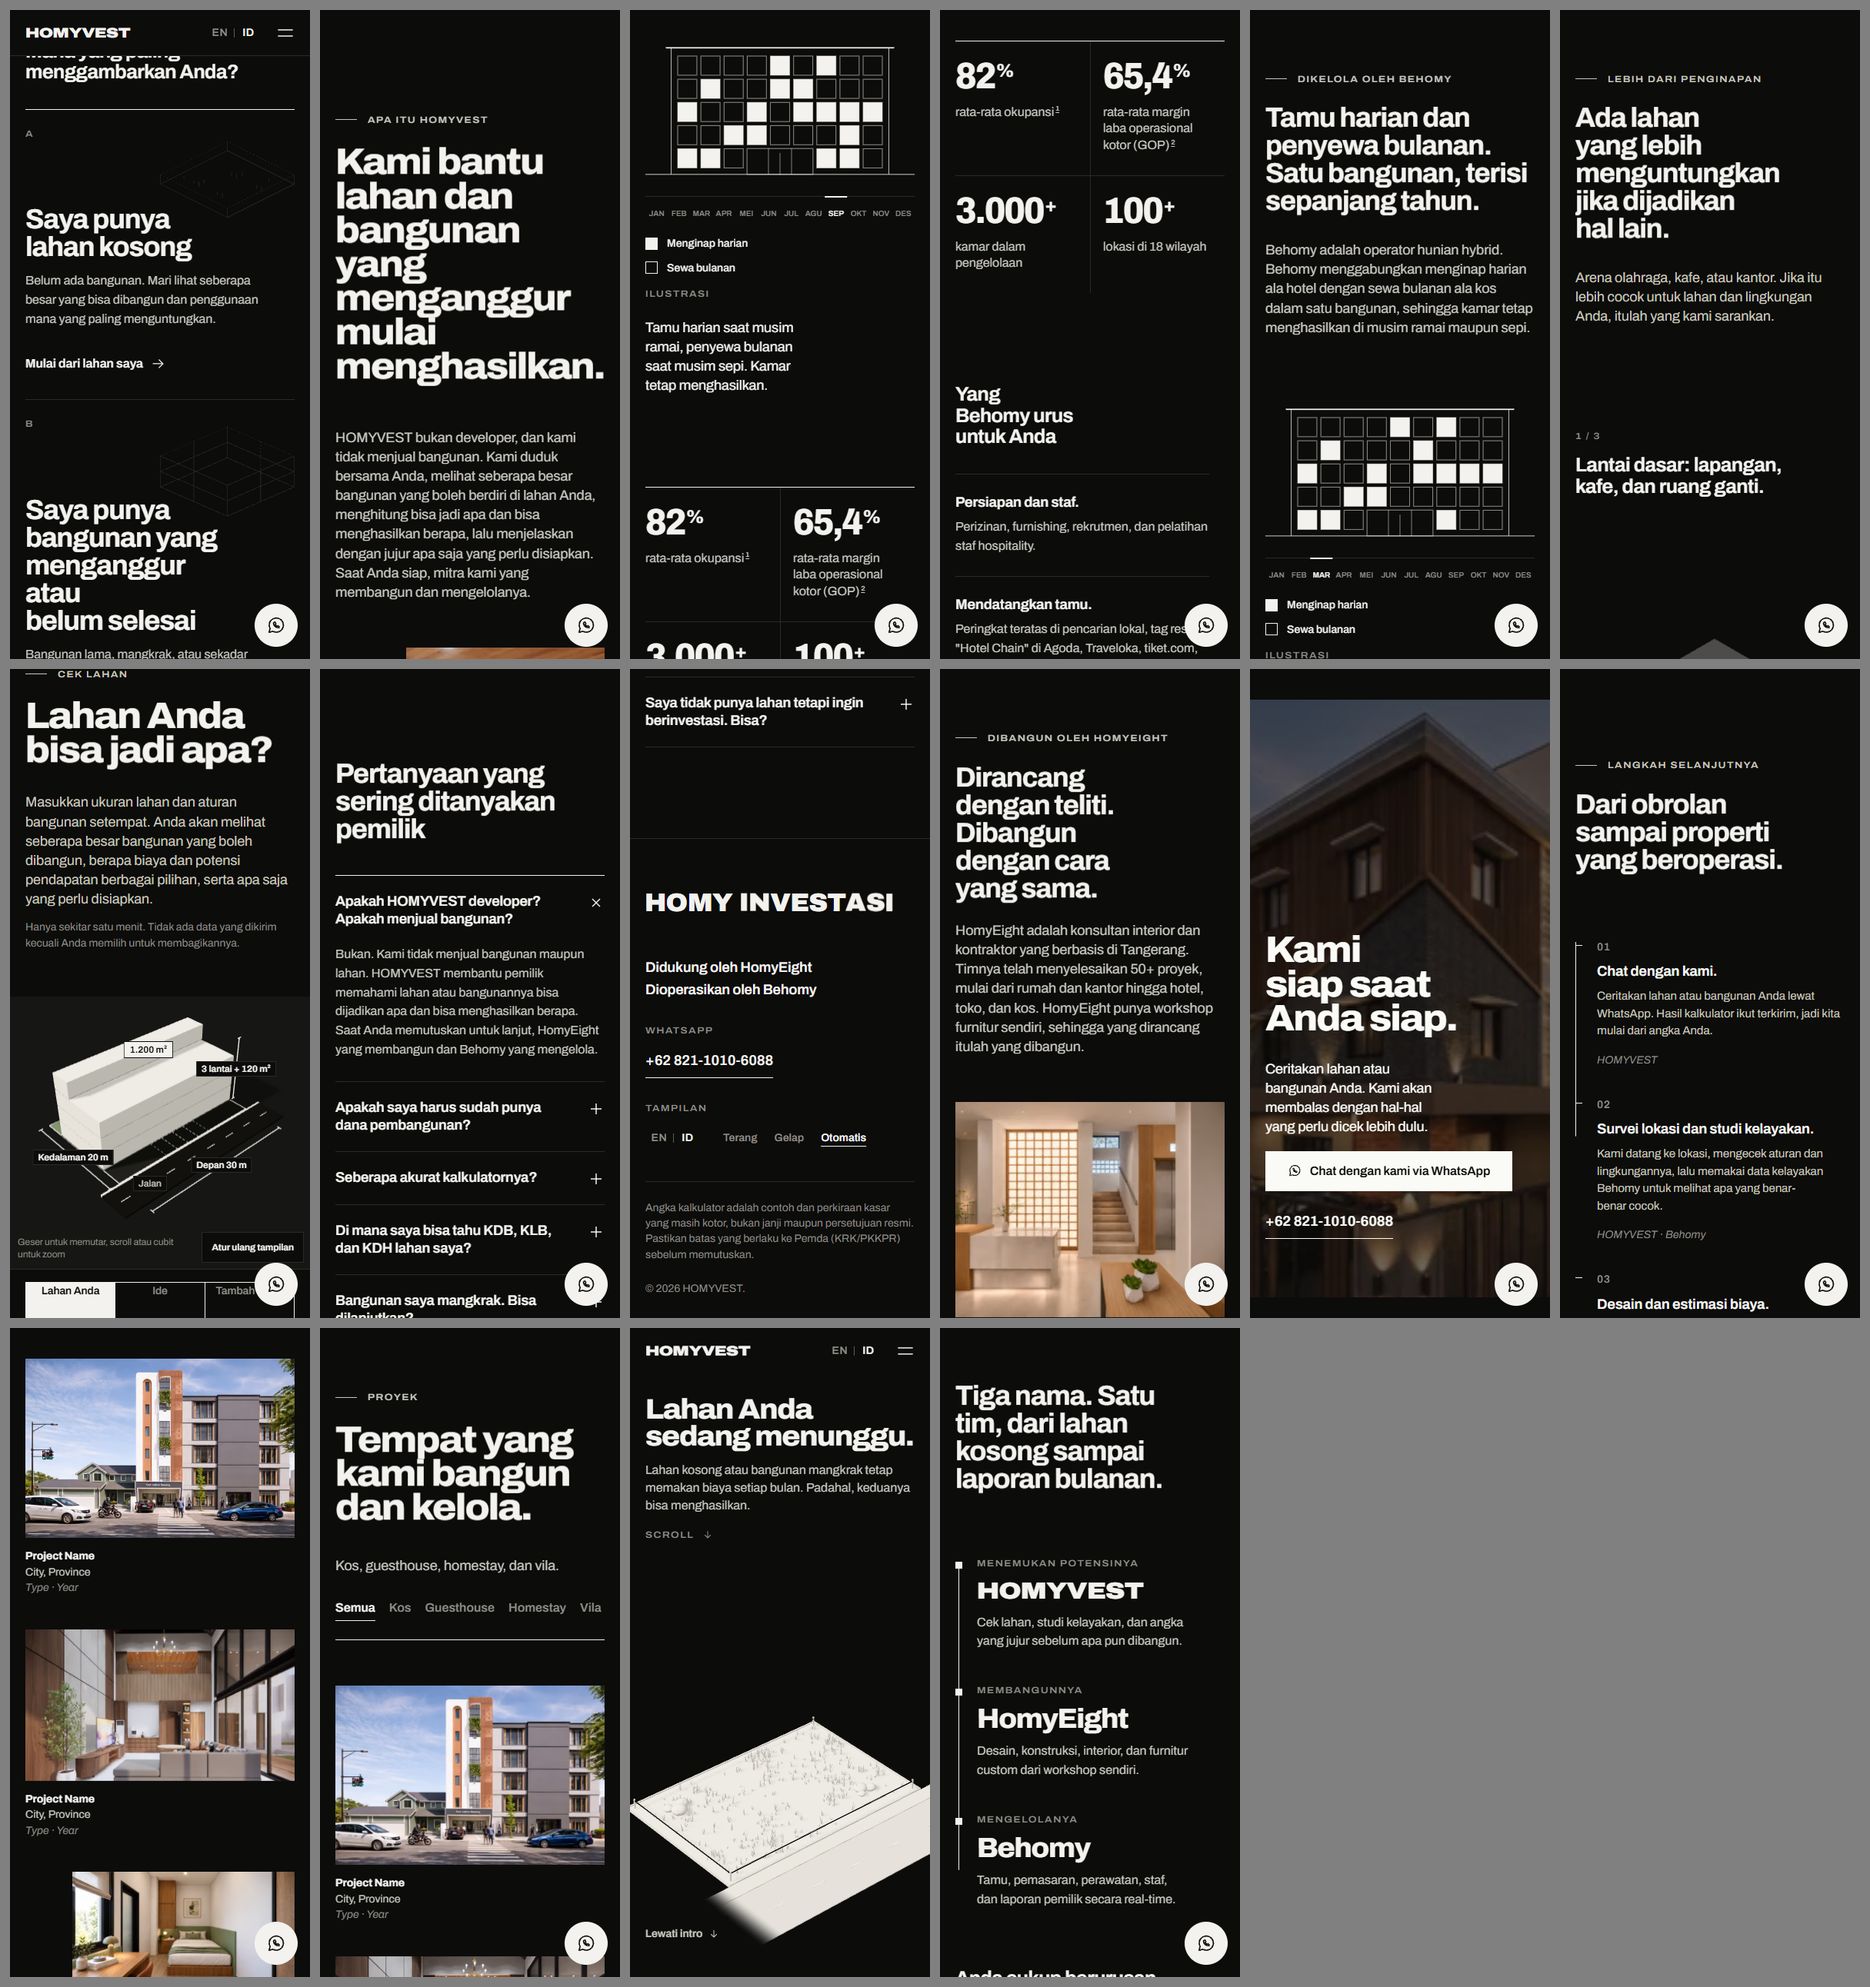 HOMYVEST
EN | ID
menggambarkan Anda?
A
Saya punya
lahan kosong
Belum ada bangunan. Mari lihat seberapa
besar yang bisa dibangun dan penggunaan
mana yang paling menguntungkan.
Mulai dari lahan saya →
B
Saya punya
bangunan yang
menganggur
atau
belum selesai
Bangunan lama, mangkrak, atau sekadar
APA ITU HOMYVEST
Kami bantu
lahan dan
bangunan
yang
menganggur
mulai
menghasilkan.
HOMYVEST bukan developer, dan kami
tidak menjual bangunan. Kami duduk
bersama Anda, melihat seberapa besar
bangunan yang boleh berdiri di lahan Anda,
menghitung bisa jadi apa dan bisa
menghasilkan berapa, lalu menjelaskan
dengan jujur apa saja yang perlu disiapkan.
Saat Anda siap, mitra kami yang
membangun dan mengelolanya.
JAN FEB MAR APR MEI JUN JUL AGU SEP OKT NOV DES
Menginap harian
Sewa bulanan
ILUSTRASI
Tamu harian saat musim
ramai, penyewa bulanan
saat musim sepi. Kamar
tetap menghasilkan.
82% 65,4%
rata-rata okupansi¹ rata-rata margin
laba operasional
kotor (GOP)²
3.000+ 100+
82% 65,4%
rata-rata okupansi¹ rata-rata margin
laba operasional
kotor (GOP)²
3.000+ 100+
kamar dalam
pengelolaan
lokasi di 18 wilayah
Yang
Behomy urus
untuk Anda
Persiapan dan staf.
Perizinan, furnishing, rekrutmen, dan pelatihan
staf hospitality.
Mendatangkan tamu.
Peringkat teratas di pencarian lokal, tag
"Hotel Chain" di Agoda, Traveloka, tiket.com,
DIKELOLA OLEH BEHOMY
Tamu harian dan
penyewa bulanan.
Satu bangunan, terisi
sepanjang tahun.
Behomy adalah operator hunian hybrid.
Behomy menggabungkan menginap harian
ala hotel dengan sewa bulanan ala kos
dalam satu bangunan, sehingga kamar tetap
menghasilkan di musim ramai maupun sepi.
JAN FEB MAR APR MEI JUN JUL AGU SEP OKT NOV DES
Menginap harian
Sewa bulanan
ILUSTRASI
LEBIH DARI PENGINAPAN
Ada lahan
yang lebih
menguntungkan
jika dijadikan
hal lain.
Arena olahraga, kafe, atau kantor. Jika itu
lebih cocok untuk lahan dan lingkungan
Anda, itulah yang kami sarankan.
1 / 3
Lantai dasar: lapangan,
kafe, dan ruang ganti.
CEK LAHAN
Lahan Anda
bisa jadi apa?
Masukkan ukuran lahan dan aturan
bangunan setempat. Anda akan melihat
seberapa besar bangunan yang boleh
dibangun, berapa biaya dan potensi
pendapatan berbagai pilihan, serta apa saja
yang perlu disiapkan.
Hanya sekitar satu menit. Tidak ada data yang dikirim
kecuali Anda memilih untuk membagikannya.
1.200 m²
3 lantai + 120 m²
Kedalaman 20 m
Depan 30 m
Jalan
Geser untuk memutar, scroll atau cubit
untuk zoom
Atur ulang tampilan
Lahan Anda Ide
Pertanyaan yang
sering ditanyakan
pemilik
Apakah HOMYVEST developer?
Apakah menjual bangunan?
Bukan. Kami tidak menjual bangunan maupun
lahan. HOMYVEST membantu pemilik
memahami lahan atau bangunannya bisa
dijadikan apa dan bisa menghasilkan berapa.
Saat Anda memutuskan untuk lanjut, HomyEight
yang membangun dan Behomy yang mengelola.
Apakah saya harus sudah punya
dana pembangunan?
Seberapa akurat kalkulatornya?
Di mana saya bisa tahu KDB, KLB,
dan KDH lahan saya?
Bangunan saya mangkrak. Bisa
dilanjutkan?
Saya tidak punya lahan tetapi ingin
berinvestasi. Bisa?
HOMY INVESTASI
Didukung oleh HomyEight
Dioperasikan oleh Behomy
WHATSAPP
+62 821-1010-6088
TAMPILAN
EN | ID Terang Gelap Otomatis
Angka kalkulator adalah contoh dan perkiraan kasar
yang masih kotor, bukan janji maupun persetujuan resmi.
Pastikan batas yang berlaku ke Pemda (KRK/PKKPR)
sebelum memutuskan.
© 2026 HOMYVEST.
DIBANGUN OLEH HOMYEIGHT
Dirancang
dengan teliti.
Dibangun
dengan cara
yang sama.
HomyEight adalah konsultan interior dan
kontraktor yang berbasis di Tangerang.
Timnya telah menyelesaikan 50+ proyek,
mulai dari rumah dan kantor hingga hotel,
toko, dan kos. HomyEight punya workshop
furnitur sendiri, sehingga yang dirancang
itulah yang dibangun.
Kami
siap saat
Anda siap.
Ceritakan lahan atau
bangunan Anda. Kami akan
membalas dengan hal-hal
yang perlu dicek lebih dulu.
Chat dengan kami via WhatsApp
+62 821-1010-6088
LANGKAH SELANJUTNYA
Dari obrolan
sampai properti
yang beroperasi.
01
Chat dengan kami.
Ceritakan lahan atau bangunan Anda lewat
WhatsApp. Hasil kalkulator ikut terkirim, jadi kita
mulai dari angka Anda.
HOMYVEST
02
Survei lokasi dan studi kelayakan.
Kami datang ke lokasi, mengecek aturan dan
lingkungannya, lalu memakai data kelayakan
Behomy untuk melihat apa yang benar-
benar cocok.
HOMYVEST · Behomy
03
Desain dan estimasi biaya.
Project Name
City, Province
Type · Year
Project Name
City, Province
Type · Year
PROYEK
Tempat yang
kami bangun
dan kelola.
Kos, guesthouse, homestay, dan vila.
Semua Kos Guesthouse Homestay Vila
Project Name
City, Province
Type · Year
HOMYVEST
EN | ID
Lahan Anda
sedang menunggu.
Lahan kosong atau bangunan mangkrak tetap
memakan biaya setiap bulan. Padahal, keduanya
bisa menghasilkan.
SCROLL ↓
Lewati intro ↓
Tiga nama. Satu
tim, dari lahan
kosong sampai
laporan bulanan.
MENEMUKAN POTENSINYA
HOMYVEST
Cek lahan, studi kelayakan, dan angka
yang jujur sebelum apa pun dibangun.
MEMBANGUNNYA
HomyEight
Desain, konstruksi, interior, dan furnitur
custom dari workshop sendiri.
MENGELOLANYA
Behomy
Tamu, pemasaran, perawatan, staf,
dan laporan pemilik secara real-time.